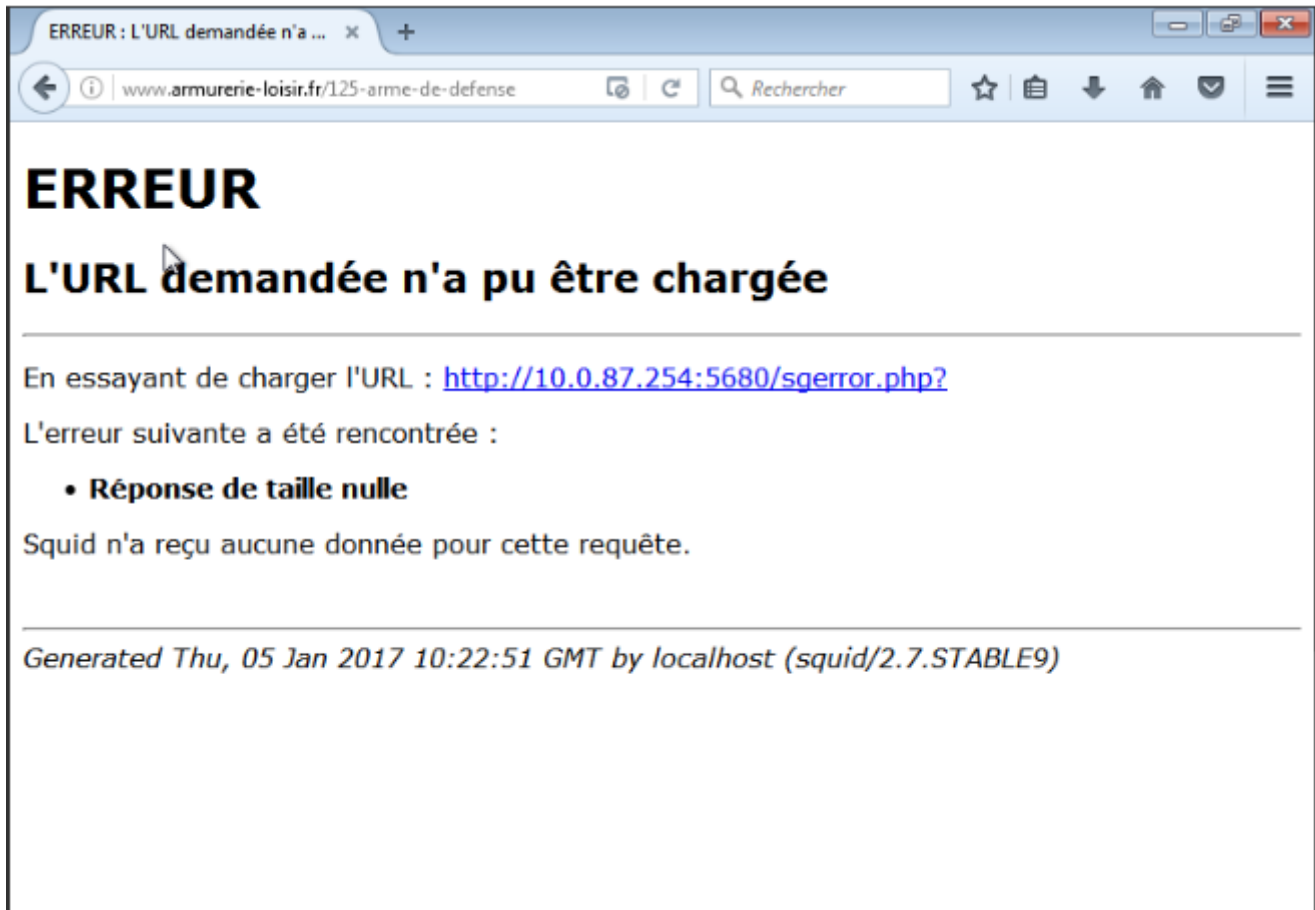 ERREUR : L'URL demandée n'a ...
www.armurerie-loisir.fr/125-arme-de-defense
Rechercher
ERREUR
L'URL demandée n'a pu être chargée
En essayant de charger l'URL : http://10.0.87.254:5680/sgerror.php?
L'erreur suivante a été rencontrée :
• Réponse de taille nulle
Squid n'a reçu aucune donnée pour cette requête.
Generated Thu, 05 Jan 2017 10:22:51 GMT by localhost (squid/2.7.STABLE9)